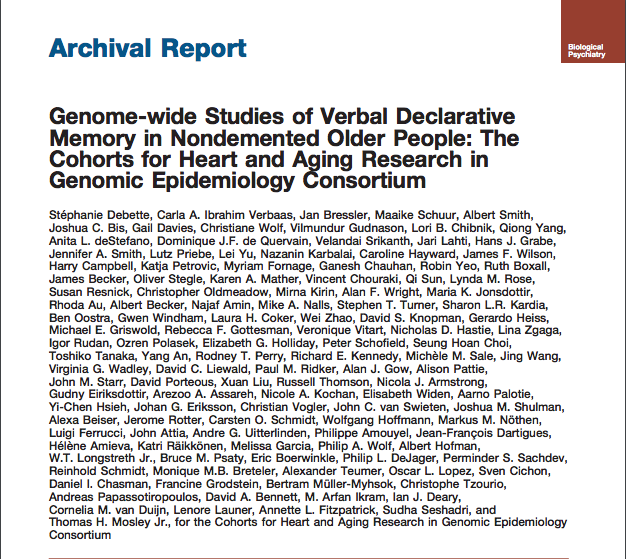 Archival Report
Biological
Psychiatry
Genome-wide Studies of Verbal Declarative
Memory in Nondemented Older People: The
Cohorts for Heart and Aging Research in
Genomic Epidemiology Consortium
Stéphanie Debette, Carla A. Ibrahim Verbaas, Jan Bressler, Maaike Schuur, Albert Smith,
Joshua C. Bis, Gail Davies, Christiane Wolf, Vilmundur Gudnason, Lori B. Chibnik, Qiong Yang,
Anita L. deStefano, Dominique J.F. de Quervain, Velandai Srikanth, Jari Lahti, Hans J. Grabe,
Jennifer A. Smith, Lutz Priebe, Lei Yu, Nazanin Karbalai, Caroline Hayward, James F. Wilson,
Harry Campbell, Katja Petrovic, Myriam Fornage, Ganesh Chauhan, Robin Yeo, Ruth Boxall,
James Becker, Oliver Stegle, Karen A. Mather, Vincent Chouraki, Qi Sun, Lynda M. Rose,
Susan Resnick, Christopher Oldmeadow, Mirna Kirin, Alan F. Wright, Maria K. Jonsdottir,
Rhoda Au, Albert Becker, Najaf Amin, Mike A. Nalls, Stephen T. Turner, Sharon L.R. Kardia,
Ben Oostra, Gwen Windham, Laura H. Coker, Wei Zhao, David S. Knopman, Gerardo Heiss,
Michael E. Griswold, Rebecca F. Gottesman, Veronique Vitart, Nicholas D. Hastie, Lina Zgaga,
Igor Rudan, Ozren Polasek, Elizabeth G. Holliday, Peter Schofield, Seung Hoan Choi,
Toshiko Tanaka, Yang An, Rodney T. Perry, Richard E. Kennedy, Michèle M. Sale, Jing Wang,
Virginia G. Wadley, David C. Liewald, Paul M. Ridker, Alan J. Gow, Alison Pattie,
John M. Starr, David Porteous, Xuan Liu, Russell Thomson, Nicola J. Armstrong,
Gudny Eiriksdottir, Arezoo A. Assareh, Nicole A. Kochan, Elisabeth Widen, Aarno Palotie,
Yi-Chen Hsieh, Johan G. Eriksson, Christian Vogler, John C. van Swieten, Joshua M. Shulman,
Alexa Beiser, Jerome Rotter, Carsten O. Schmidt, Wolfgang Hoffmann, Markus M. Nöthen,
Luigi Ferrucci, John Attia, Andre G. Uitterlinden, Philippe Amouyel, Jean-François Dartigues,
Hélène Amieva, Katri Räikkönen, Melissa Garcia, Philip A. Wolf, Albert Hofman,
W.T. Longstreth Jr., Bruce M. Psaty, Eric Boerwinkle, Philip L. DeJager, Perminder S. Sachdev,
Reinhold Schmidt, Monique M.B. Breteler, Alexander Teumer, Oscar L. Lopez, Sven Cichon,
Daniel I. Chasman, Francine Grodstein, Bertram Müller-Myhsok, Christophe Tzourio,
Andreas Papassotiropoulos, David A. Bennett, M. Arfan Ikram, Ian J. Deary,
Cornelia M. van Duijn, Lenore Launer, Annette L. Fitzpatrick, Sudha Seshadri, and
Thomas H. Mosley Jr., for the Cohorts for Heart and Aging Research in Genomic Epidemiology
Consortium